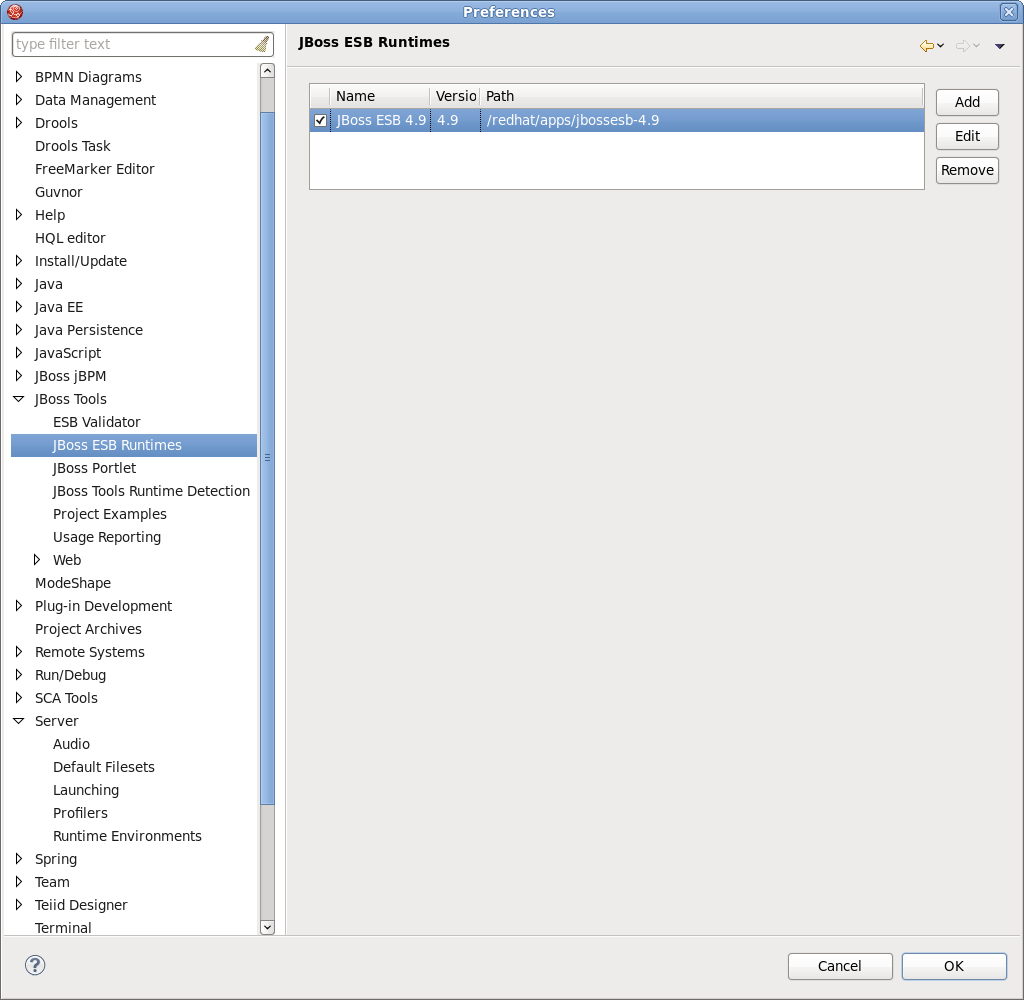 Preferences
type filter text
BPMN Diagrams
Data Management
Drools
Drools Task
FreeMarker Editor
Guvnor
Help
HQL editor
Install/Update
Java
Java EE
Java Persistence
JavaScript
JBoss jBPM
JBoss Tools
ESB Validator
JBoss ESB Runtimes
JBoss Portlet
JBoss Tools Runtime Detection
Project Examples
Usage Reporting
Web
ModeShape
Plug-in Development
Project Archives
Remote Systems
Run/Debug
SCA Tools
Server
Audio
Default Filesets
Launching
Profilers
Runtime Environments
Spring
Team
Teiid Designer
Terminal
JBoss ESB Runtimes
Name Versio Path
JBoss ESB 4.9 4.9 /redhat/apps/jbossesb-4.9
Add
Edit
Remove
?
Cancel OK